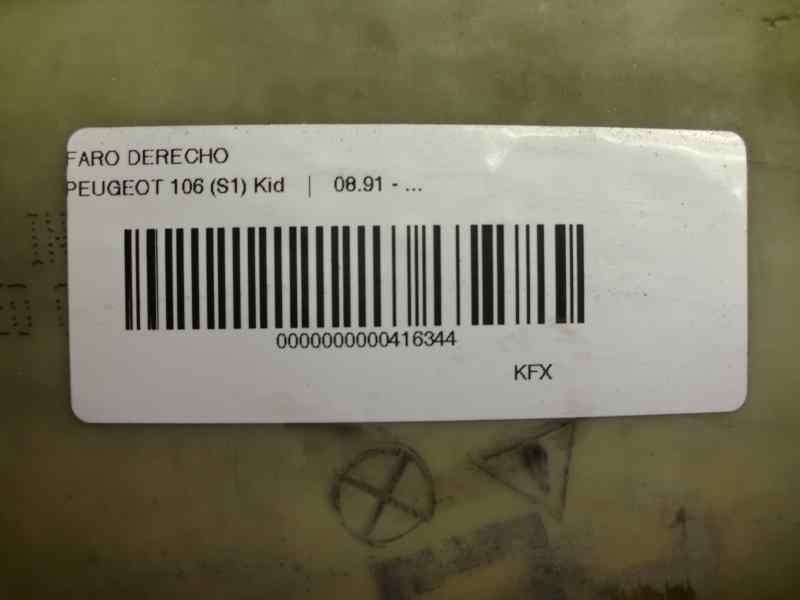 FARO DERECHO
PEUGEOT 106 (S1) Kid | 08.91 - ...
0000000000416344
KFX